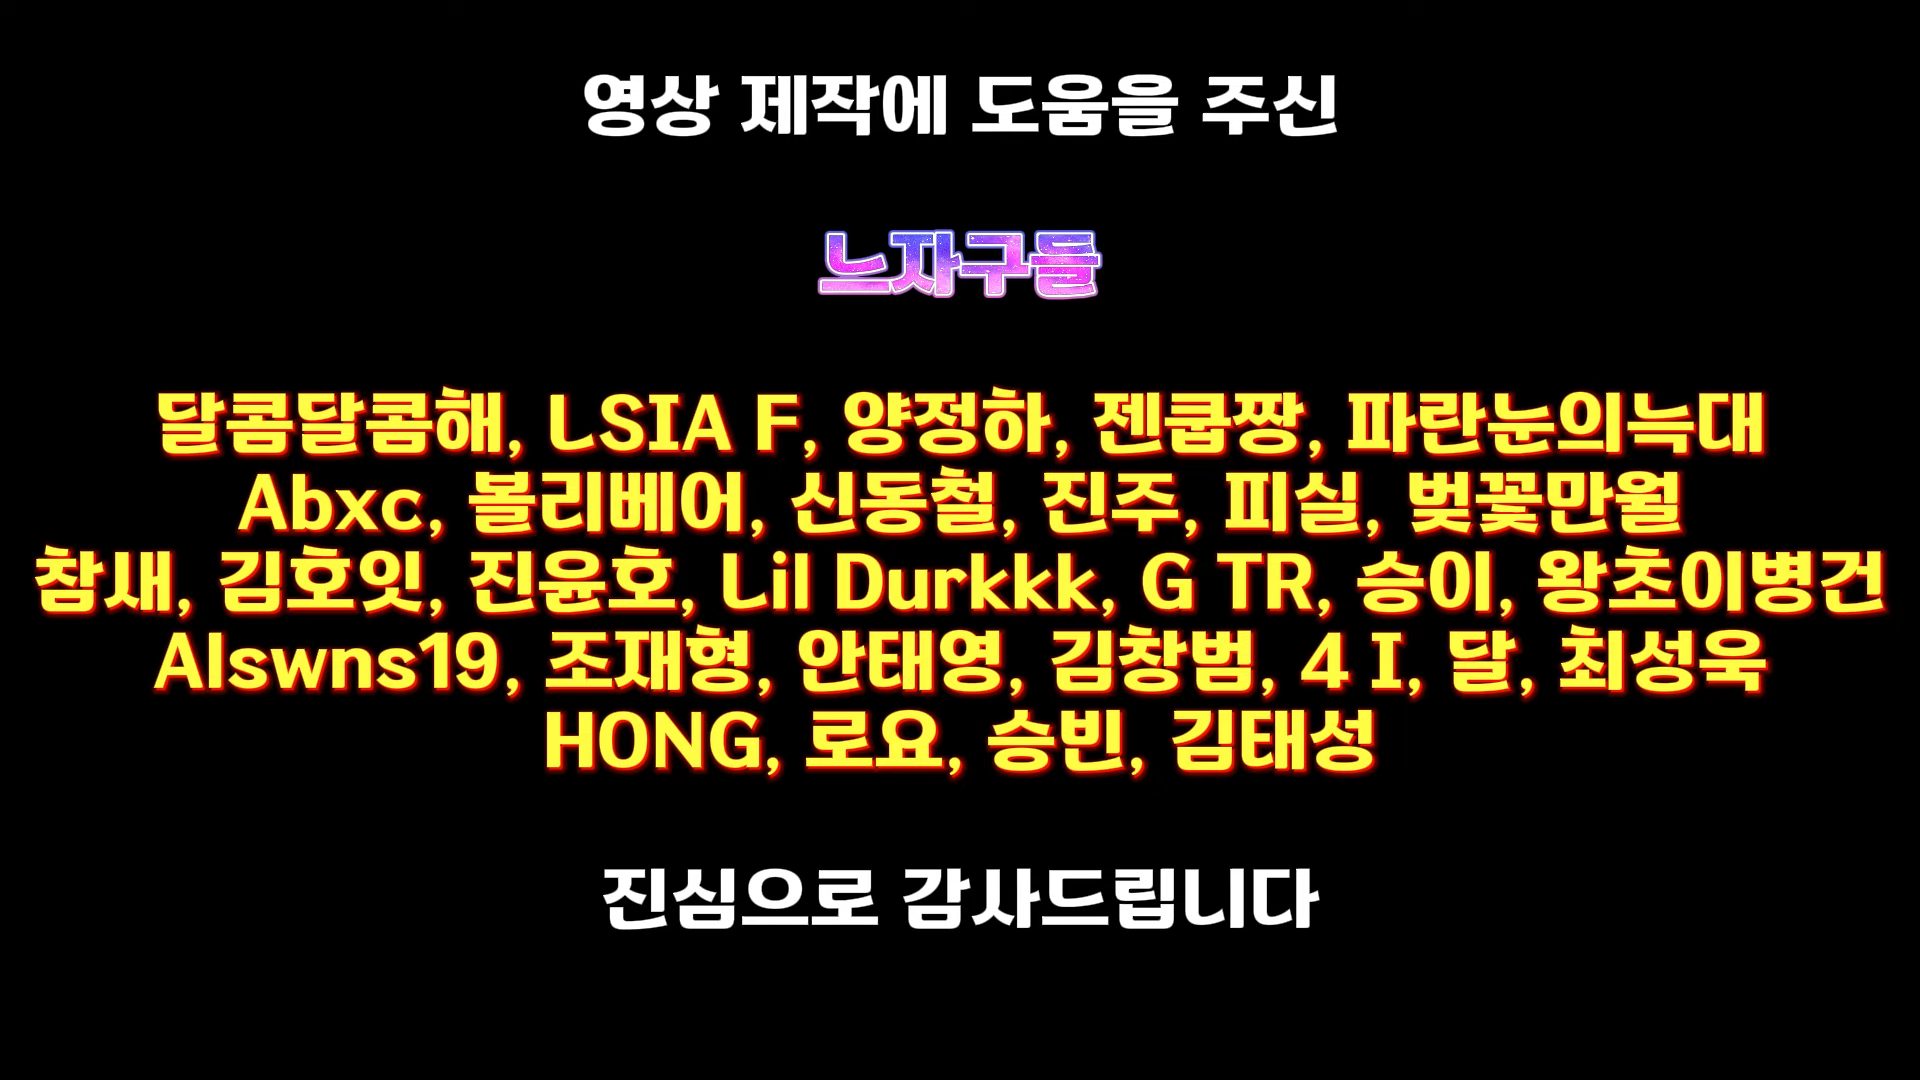 영상 제작에 도움을 주신
느자구들
달콤달콤해, LSIA F, 양정하, 젠쿱짱, 파란눈의늑대
Abxc, 볼리베어, 신동철, 진주, 피실, 벚꽃만월
참새, 김호잇, 진윤호, Lil Durkkk, G TR, 승이, 왕초이병건
Alswns19, 조재형, 안태영, 김창범, 4 I, 달, 최성욱
HONG, 로요, 승빈, 김태성
진심으로 감사드립니다